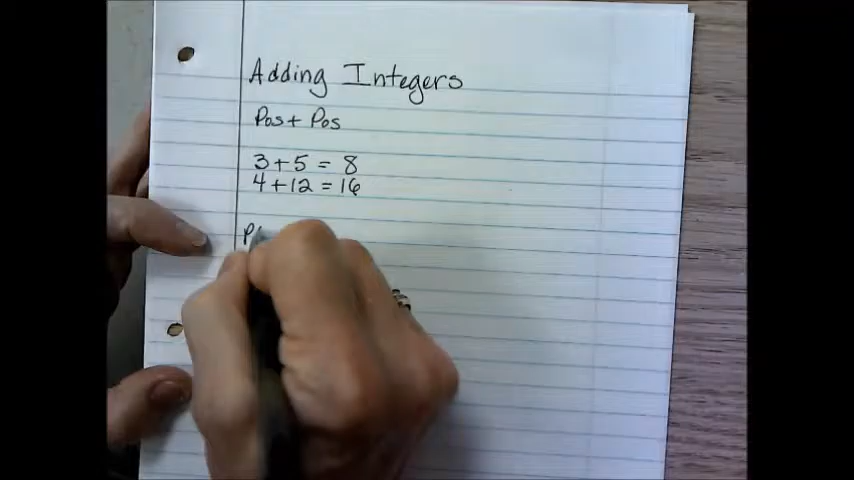 Adding Integers
Pos + Pos
3 + 5 = 8
4 + 12 = 16